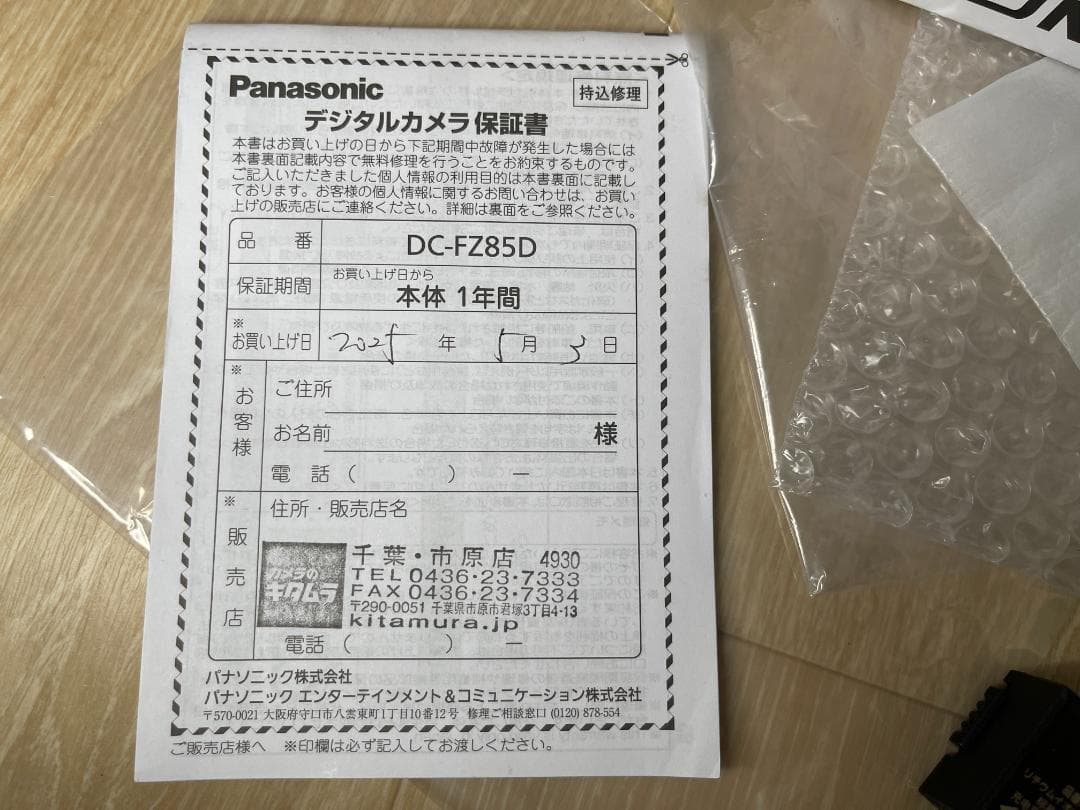 Panasonic
持込修理
デジタルカメラ保証書
本書はお買い上げの日から下記期間中故障が発生した場合には
本書裏面記載内容で無料修理を行うことをお約束するものです。
ご記入いただきました個人情報の利用目的は本書裏面に記載し
ております。お客様の個人情報に関するお問い合わせは、お買い
上げの販売店にご連絡ください。詳細は裏面をご参照ください。
品 番 DC-FZ85D
保証期間 お買い上げ日から
本体 1年間
※
お買い上げ日 2025 年 5 月 3 日
※
お客様
ご住所
お名前 様
電 話 ( ) ー
※
販売店
住所・販売店名
カメラの
キタムラ
千葉・市原店 4930
TEL 0436・23・7333
FAX 0436・23・7334
〒290-0051 千葉県市原市君塚3丁目4-13
kitamura.jp
電話 ( ) ー
パナソニック株式会社
パナソニック エンターテインメント&コミュニケーション株式会社
〒570-0021 大阪府守口市八雲東町1丁目10番12号 修理ご相談窓口 (0120) 878-554
ご販売店様へ ※印欄は必ず記入してお渡しください。